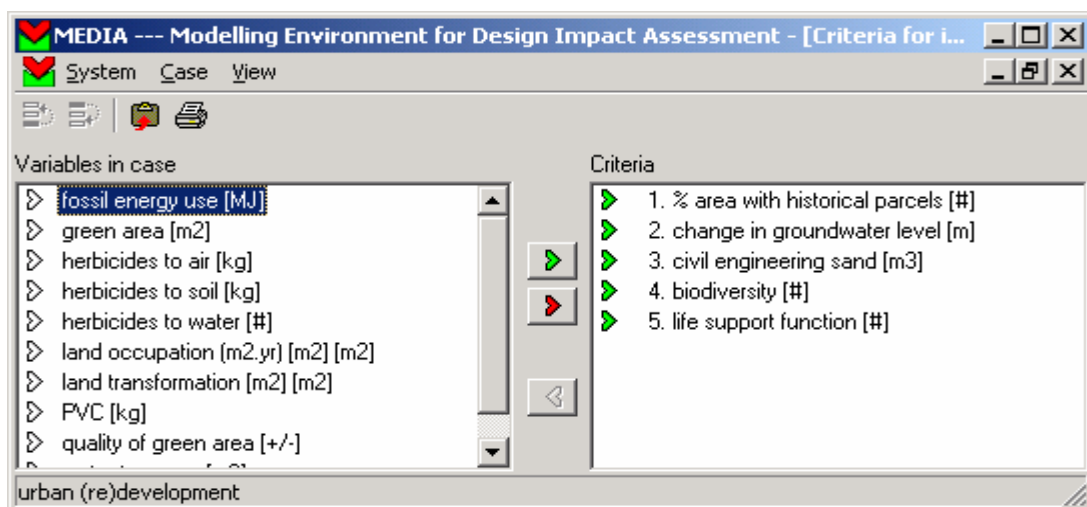 MEDIA --- Modelling Environment for Design Impact Assessment - [Criteria for i...
System Case View
Variables in case
fossil energy use [MJ]
green area [m2]
herbicides to air [kg]
herbicides to soil [kg]
herbicides to water [#]
land occupation (m2.yr) [m2] [m2]
land transformation [m2] [m2]
PVC [kg]
quality of green area [+/-]
Criteria
1. % area with historical parcels [#]
2. change in groundwater level [m]
3. civil engineering sand [m3]
4. biodiversity [#]
5. life support function [#]
urban (re)development